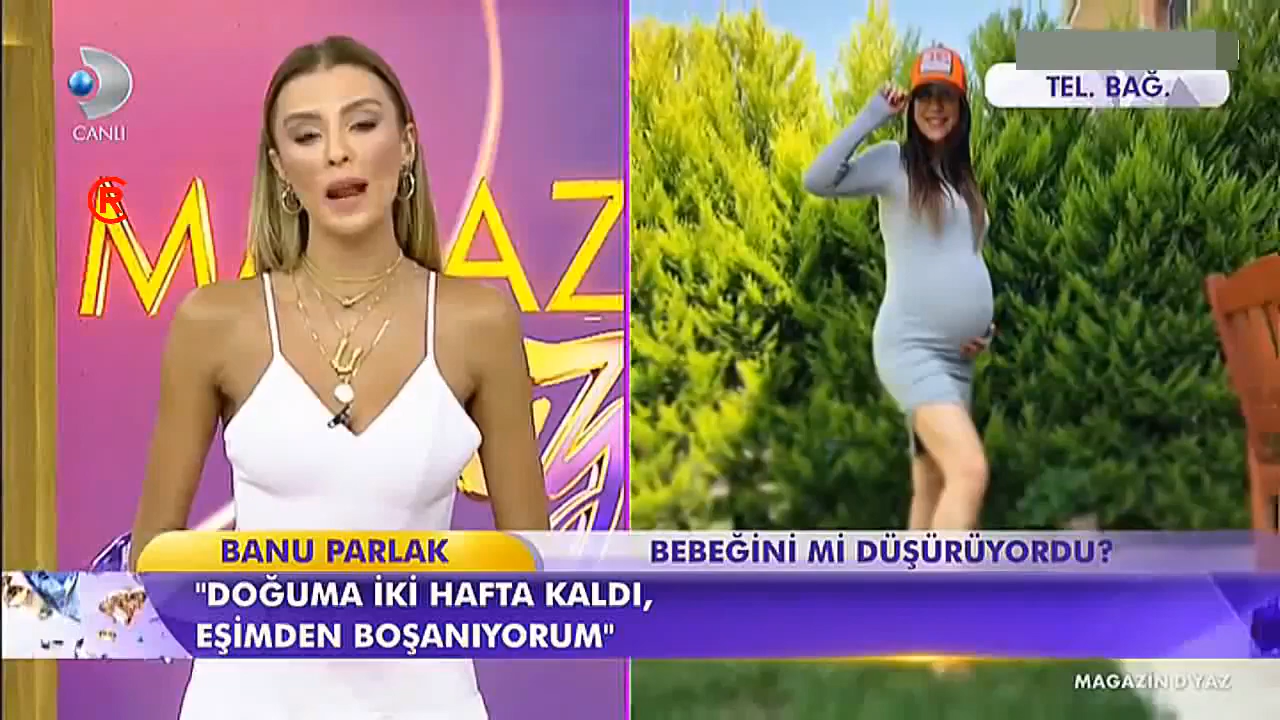 CANLI
R
MAGAZ
TEL. BAĞ.
BANU PARLAK
BEBEĞİNİ Mİ DÜŞÜRÜYORDU?
"DOĞUMA İKİ HAFTA KALDI,
EŞİMDEN BOŞANIYORUM"
MAGAZİN D YAZ